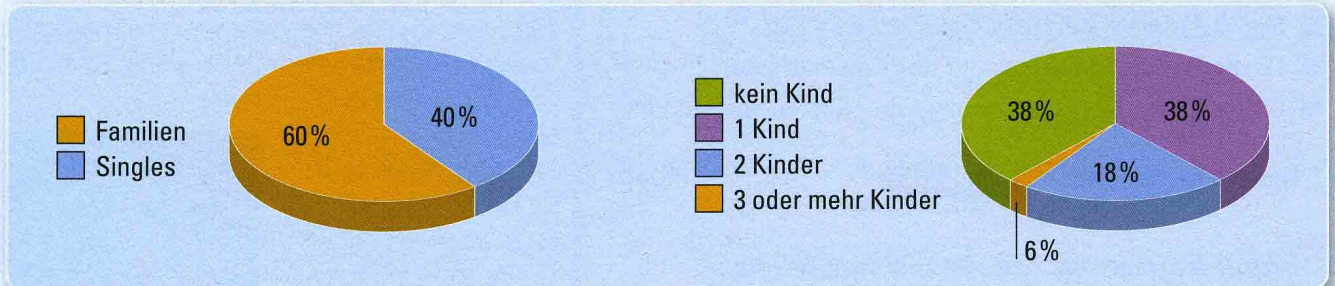 Familien
Singles
60%
40%
kein Kind
1 Kind
2 Kinder
3 oder mehr Kinder
38%
38%
18%
6%